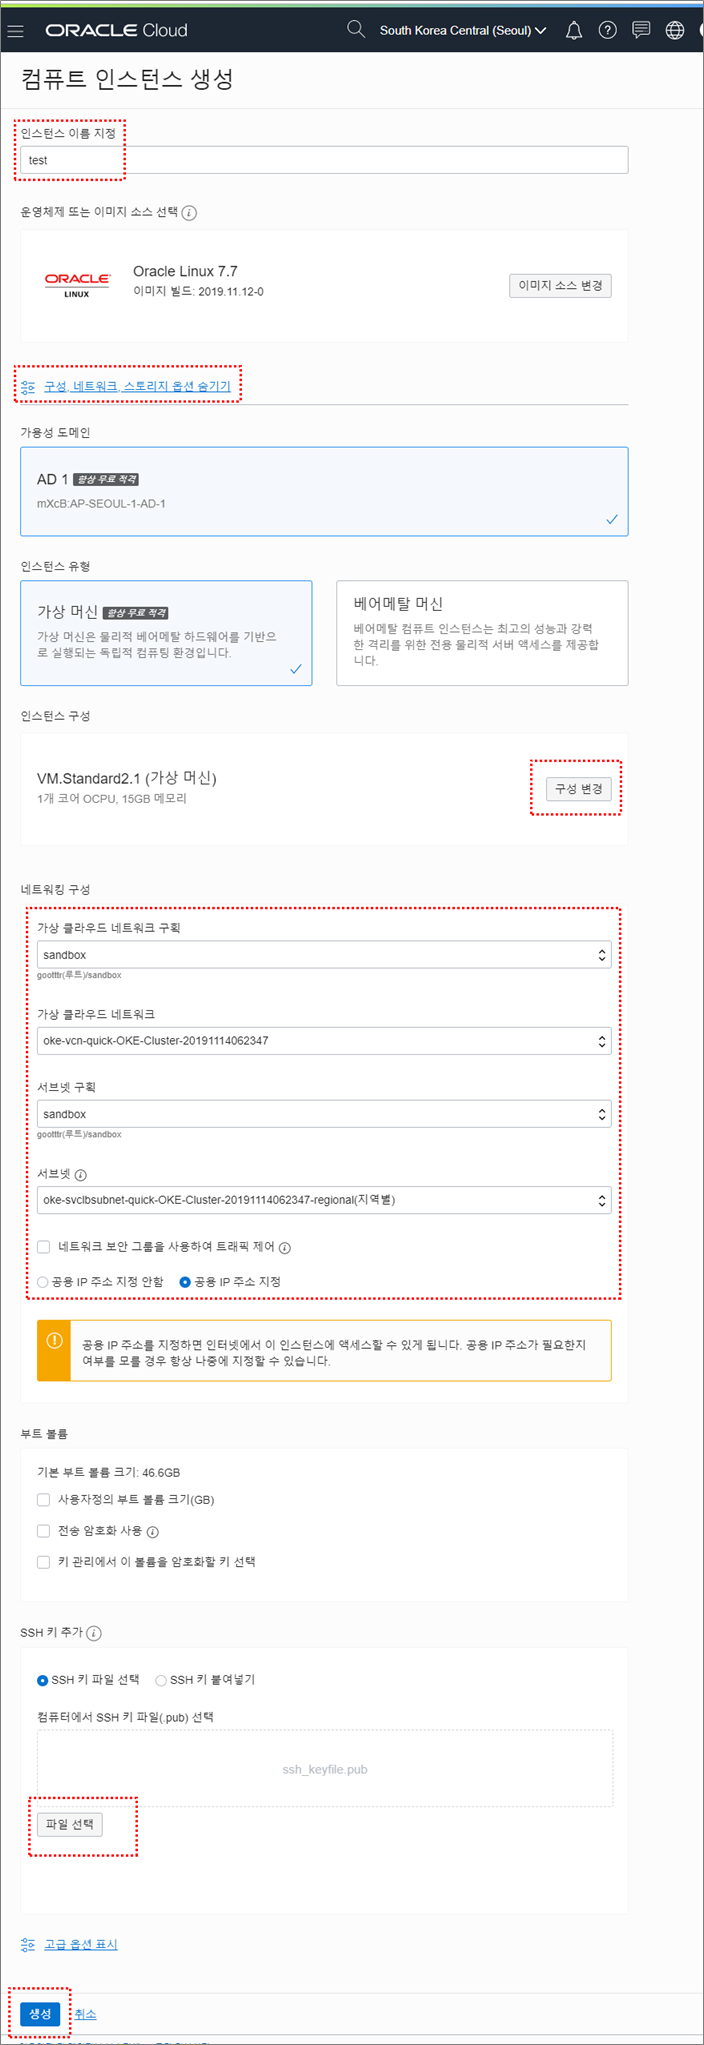 ORACLE Cloud
South Korea Central (Seoul)
컴퓨트 인스턴스 생성
인스턴스 이름 지정
test
운영체제 또는 이미지 소스 선택
ORACLE
LINUX
Oracle Linux 7.7
이미지 빌드: 2019.11.12-0
이미지 소스 변경
구성, 네트워크, 스토리지 옵션 숨기기
가용성 도메인
AD 1 항상 무료 적격
mXcB:AP-SEOUL-1-AD-1
인스턴스 유형
가상 머신 항상 무료 적격
가상 머신은 물리적 베어메탈 하드웨어를 기반으
로 실행되는 독립적 컴퓨팅 환경입니다.
베어메탈 머신
베어메탈 컴퓨트 인스턴스는 최고의 성능과 강력
한 격리를 위한 전용 물리적 서버 액세스를 제공합
니다.
인스턴스 구성
VM.Standard2.1 (가상 머신)
1개 코어 OCPU, 15GB 메모리
구성 변경
네트워킹 구성
가상 클라우드 네트워크 구획
sandbox
gootttr(루트)/sandbox
가상 클라우드 네트워크
oke-vcn-quick-OKE-Cluster-20191114062347
서브넷 구획
sandbox
gootttr(루트)/sandbox
서브넷
oke-svclbsubnet-quick-OKE-Cluster-20191114062347-regional(지역별)
네트워크 보안 그룹을 사용하여 트래픽 제어
공용 IP 주소 지정 안함 공용 IP 주소 지정
공용 IP 주소를 지정하면 인터넷에서 이 인스턴스에 액세스할 수 있게 됩니다. 공용 IP 주소가 필요한지
여부를 모를 경우 항상 나중에 지정할 수 있습니다.
부트 볼륨
기본 부트 볼륨 크기: 46.6GB
사용자정의 부트 볼륨 크기(GB)
전송 암호화 사용
키 관리에서 이 볼륨을 암호화할 키 선택
SSH 키 추가
SSH 키 파일 선택 SSH 키 붙여넣기
컴퓨터에서 SSH 키 파일(.pub) 선택
ssh_keyfile.pub
파일 선택
고급 옵션 표시
생성 취소